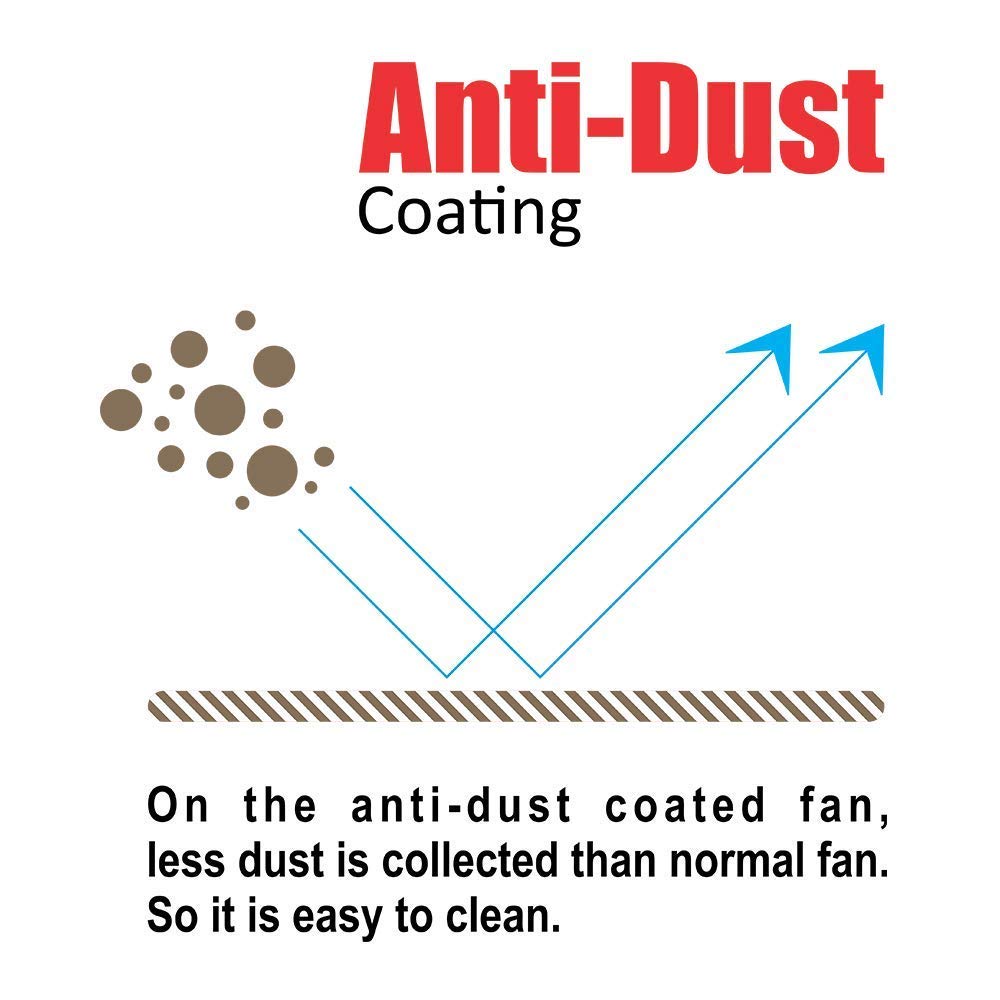 Anti-Dust
Coating
On the anti-dust coated fan,
less dust is collected than normal fan.
So it is easy to clean.